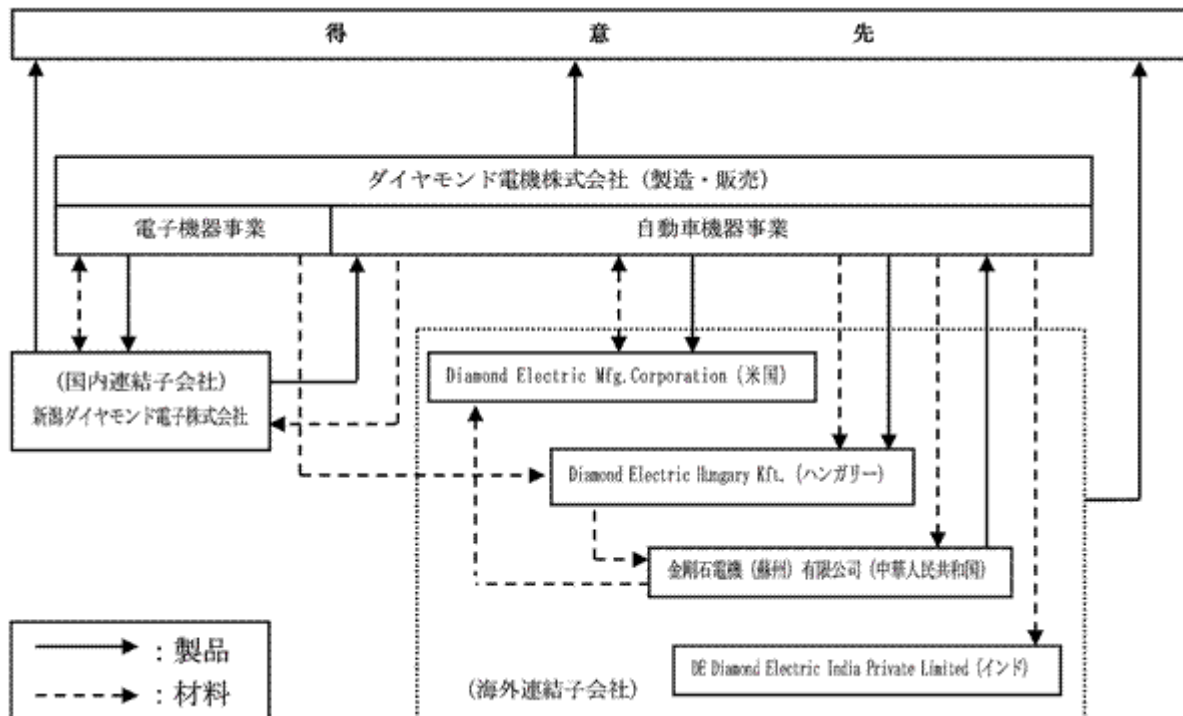 得意先
ダイヤモンド電機株式会社(製造・販売)
電子機器事業
自動車機器事業
(国内連結子会社)
新潟ダイヤモンド電子株式会社
Diamond Electric Mfg.Corporation(米国)
Diamond Electric Hungary Kft.(ハンガリー)
金剛石電機(蘇州)有限公司(中華人民共和国)
DE Diamond Electric India Private Limited(インド)
(海外連結子会社)
:製品
:材料